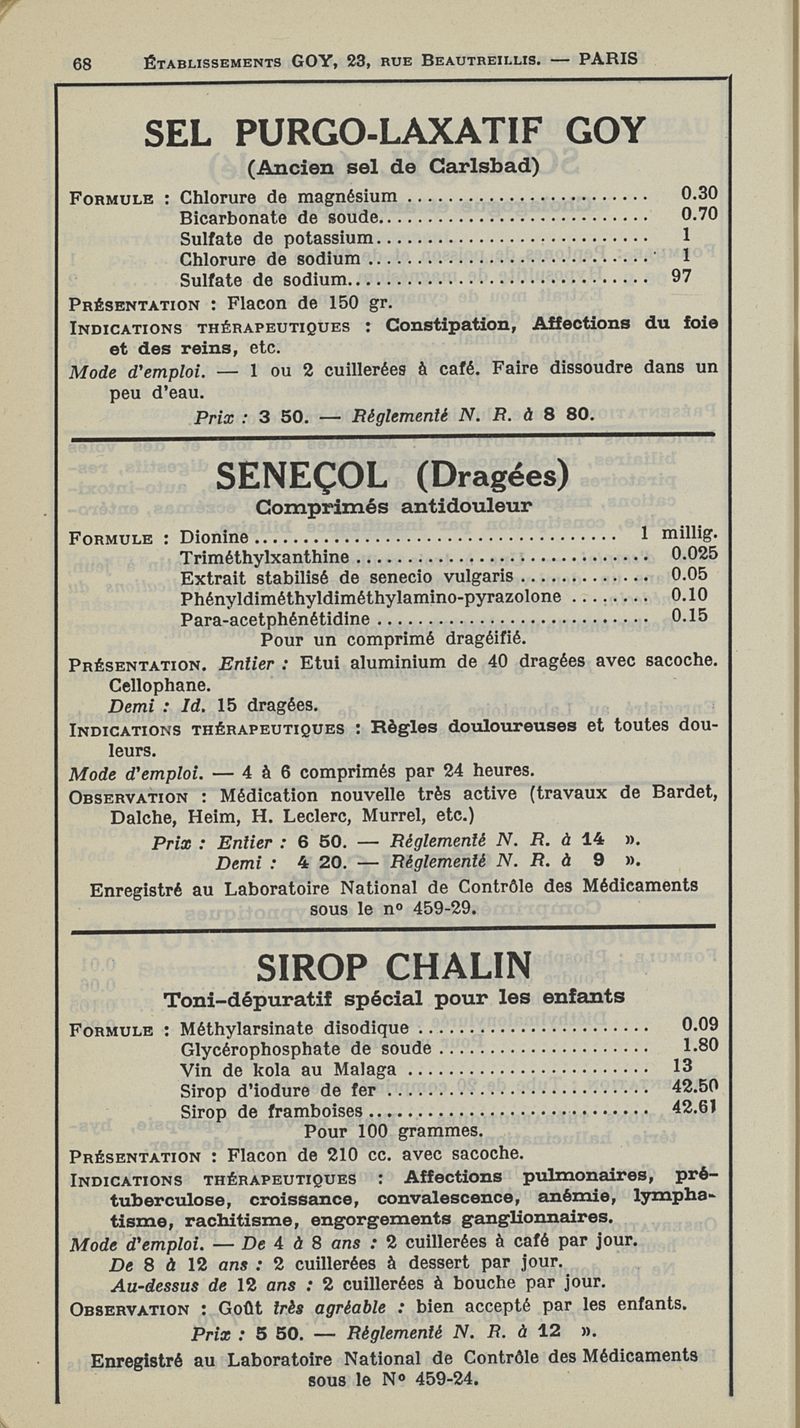 68 ÉTABLISSEMENTS GOY, 23, RUE BEAUTREILLIS. — PARIS
SEL PURGO-LAXATIF GOY
(Ancien sel de Carlsbad)
FORMULE : Chlorure de magnésium ........................ 0.30
Bicarbonate de soude........................... 0.70
Sulfate de potassium........................... 1
Chlorure de sodium ............................ 1
Sulfate de sodium.............................. 97
PRÉSENTATION : Flacon de 150 gr.
INDICATIONS THÉRAPEUTIQUES : Constipation, Affections du foie
et des reins, etc.
Mode d'emploi. — 1 ou 2 cuillerées à café. Faire dissoudre dans un
peu d'eau.
Prix : 3 50. — Réglementé N. R. à 8 80.
SENEÇOL (Dragées)
Comprimés antidouleur
FORMULE : Dionine .................................... 1 millig.
Triméthylxanthine ............................. 0.025
Extrait stabilisé de senecio vulgaris ............. 0.05
Phényldiméthyldiméthylamino-pyrazolone ........ 0.10
Para-acetphénétidine ........................... 0.15
Pour un comprimé dragéifié.
PRÉSENTATION. Entier : Etui aluminium de 40 dragées avec sacoche.
Cellophane.
Demi : Id. 15 dragées.
INDICATIONS THÉRAPEUTIQUES : Règles douloureuses et toutes dou-
leurs.
Mode d'emploi. — 4 à 6 comprimés par 24 heures.
OBSERVATION : Médication nouvelle très active (travaux de Bardet,
Dalche, Heim, H. Leclerc, Murrel, etc.)
Prix : Entier : 6 50. — Réglementé N. R. à 14 ».
Demi : 4 20. — Réglementé N. R. à 9 ».
Enregistré au Laboratoire National de Contrôle des Médicaments
sous le nº 459-29.
SIROP CHALIN
Toni-dépuratif spécial pour les enfants
FORMULE : Méthylarsinate disodique ....................... 0.09
Glycérophosphate de soude ..................... 1.80
Vin de kola au Malaga ........................ 13
Sirop d'iodure de fer .......................... 42.50
Sirop de framboises............................ 42.61
Pour 100 grammes.
PRÉSENTATION : Flacon de 210 cc. avec sacoche.
INDICATIONS THÉRAPEUTIQUES : Affections pulmonaires, pré-
tuberculose, croissance, convalescence, anémie, lympha-
tisme, rachitisme, engorgements ganglionnaires.
Mode d'emploi. — De 4 à 8 ans : 2 cuillerées à café par jour.
De 8 à 12 ans : 2 cuillerées à dessert par jour.
Au-dessus de 12 ans : 2 cuillerées à bouche par jour.
OBSERVATION : Goût très agréable : bien accepté par les enfants.
Prix : 5 50. — Réglementé N. R. à 12 ».
Enregistré au Laboratoire National de Contrôle des Médicaments
sous le Nº 459-24.